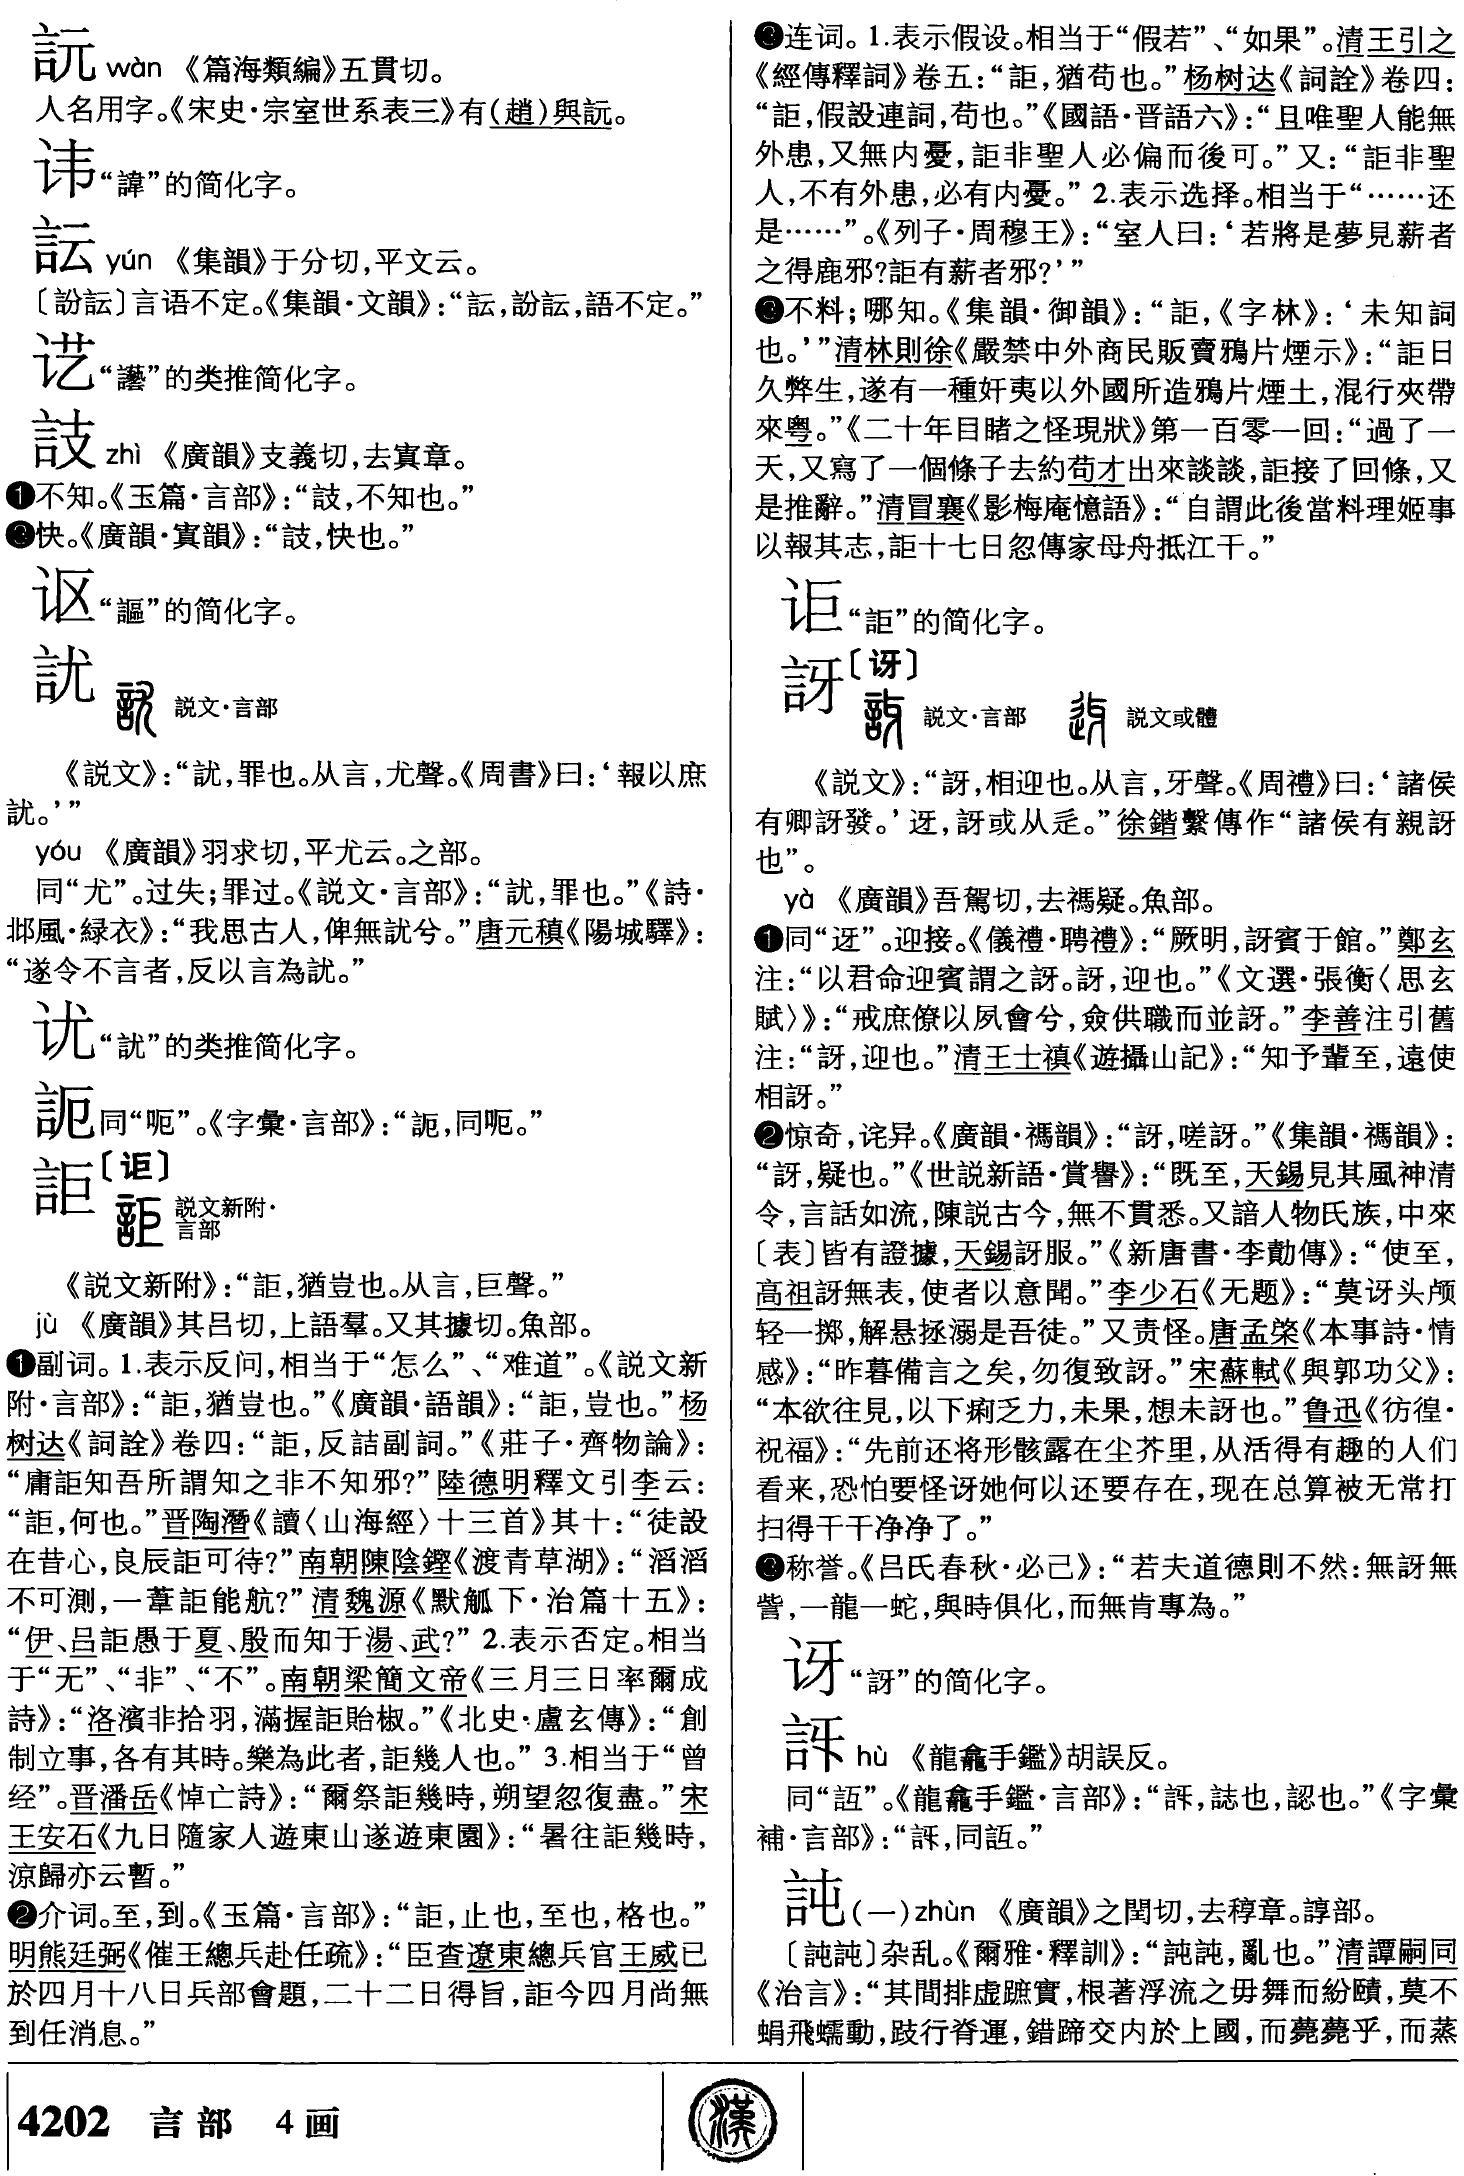 訮 wàn 《篇海類編》五貫切。
人名用字。《宋史·宗室世系表三》有(趙)與訮。
讳“諱”的简化字。
訤 yún 《集韻》于分切,平文云。
〔訜訤〕言语不定。《集韻·文韻》:“訤,訜訤,語不定。”
“讛”的类推简化字。
䚳 zhì 《廣韻》支義切,去寘章。
❶不知。《玉篇·言部》:“䚳,不知也。”
❷快。《廣韻·寘韻》:“䚳,快也。”
讴“謳”的简化字。
訧 説文·言部
《説文》:“訧,罪也。从言,尤聲。《周書》曰:‘報以庶
訧。’”
yóu 《廣韻》羽求切,平尤云。之部。
同“尤”。过失;罪过。《説文·言部》:“訧,罪也。”《詩·
邶風·緑衣》:“我思古人,俾無訧兮。”唐元稹《陽城驛》:
“遂令不言者,反以言為訧。”
“訧”的类推简化字。
䛩同“呃”。《字彙·言部》:“䛩,同呃。”
詎〔讵〕
説文新附·
言部
《説文新附》:“詎,猶豈也。从言,巨聲。”
jù 《廣韻》其吕切,上語羣。又其據切。魚部。
❶副词。1.表示反问,相当于“怎么”、“难道”。《説文新
附·言部》:“詎,猶豈也。”《廣韻·語韻》:“詎,豈也。”杨
树达《詞詮》卷四:“詎,反詰副詞。”《莊子·齊物論》:
“庸詎知吾所謂知之非不知邪?”陸德明釋文引李云:
“詎,何也。”晋陶潛《讀〈山海經〉十三首》其十:“徒設
在昔心,良辰詎可待?”南朝陳陰鏗《渡青草湖》:“滔滔
不可測,一葦詎能航?”清魏源《默觚下·治篇十五》:
“伊、吕詎愚于夏、殷而知于湯、武?”2.表示否定。相当
于“无”、“非”、“不”。南朝梁簡文帝《三月三日率爾成
詩》:“洛濱非拾羽,滿握詎貽椒。”《北史·盧玄傳》:“創
制立事,各有其時。樂為此者,詎幾人也。”3.相当于“曾
经”。晋潘岳《悼亡詩》:“爾祭詎幾時,朔望忽復盡。”宋
王安石《九日隨家人遊東山遂遊東園》:“暑往詎幾時,
涼歸亦云暫。”
❷介词。至,到。《玉篇·言部》:“詎,止也,至也,格也。”
明熊廷弼《催王總兵赴任疏》:“臣查遼東總兵官王威已
於四月十八日兵部會題,二十二日得旨,詎今四月尚無
到任消息。”
❸连词。1.表示假设。相当于“假若”、“如果”。清王引之
《經傳釋詞》卷五:“詎,猶苟也。”杨树达《詞詮》卷四:
“詎,假設連詞,苟也。”《國語·晋語六》:“且唯聖人能無
外患,又無内憂,詎非聖人必偏而後可。”又:“詎非聖
人,不有外患,必有内憂。”2.表示选择。相当于“……还
是……”。《列子·周穆王》:“室人曰:‘若將是夢見薪者
之得鹿邪?詎有薪者邪?’”
❹不料;哪知。《集韻·御韻》:“詎,《字林》:‘未知詞
也。’”清林則徐《嚴禁中外商民販賣鴉片煙示》:“詎日
久弊生,遂有一種奸夷以外國所造鴉片煙土,混行夾帶
來粤。”《二十年目睹之怪現狀》第一百零一回:“過了一
天,又寫了一個條子去約苟才出來談談,詎接了回條,又
是推辭。”清冒襄《影梅庵憶語》:“自謂此後當料理姬事
以報其志,詎十七日忽傳家母舟抵江干。”
讵“詎”的简化字。
訝〔讶〕
説文·言部 説文或體
《説文》:“訝,相迎也。从言,牙聲。《周禮》曰:‘諸侯
有卿訝發。’迓,訝或从辵。”徐鍇繫傳作“諸侯有親訝
也”。
yà 《廣韻》吾駕切,去禡疑。魚部。
❶同“迓”。迎接。《儀禮·聘禮》:“厥明,訝賓于館。”鄭玄
注:“以君命迎賓謂之訝。訝,迎也。”《文選·張衡〈思玄
賦〉》:“戒庶僚以夙會兮,僉供職而並訝。”李善注引舊
注:“訝,迎也。”清王士禛《遊攝山記》:“知予輩至,遠使
相訝。”
❷惊奇,诧异。《廣韻·禡韻》:“訝,嗟訝。”《集韻·禡韻》:
“訝,疑也。”《世説新語·賞譽》:“既至,天錫見其風神清
令,言話如流,陳説古今,無不貫悉。又諳人物氏族,中來
〔表〕皆有證據,天錫訝服。”《新唐書·李勣傳》:“使至,
高祖訝無表,使者以意聞。”李少石《无题》:“莫讶头颅
轻一掷,解悬拯溺是吾徒。”又责怪。唐孟棨《本事詩·情
感》:“昨暮備言之矣,勿復致訝。”宋蘇軾《與郭功父》:
“本欲往見,以下痢乏力,未果,想未訝也。”鲁迅《彷徨·
祝福》:“先前还将形骸露在尘芥里,从活得有趣的人们
看来,恐怕要怪讶她何以还要存在,现在总算被无常打
扫得干干净净了。”
❸称誉。《吕氏春秋·必己》:“若夫道德則不然:無訝無
訾,一龍一蛇,與時俱化,而無肯專為。”
讶“訝”的简化字。
hù 《龍龕手鑑》胡誤反。
同“䛎”。《龍龕手鑑·言部》:“,誌也,認也。”《字彙
補·言部》:“,同䛎。”
訰(一)zhùn 《廣韻》之閏切,去稕章。諄部。
〔訰訰〕杂乱。《爾雅·釋訓》:“訰訰,亂也。”清譚嗣同
《治言》:“其間排虚蹠實,根著浮流之毋舞而紛賾,莫不
蜎飛蠕動,跂行脊運,錯蹄交内於上國,而薨薨乎,而蒸
4202 言部 4画
漢